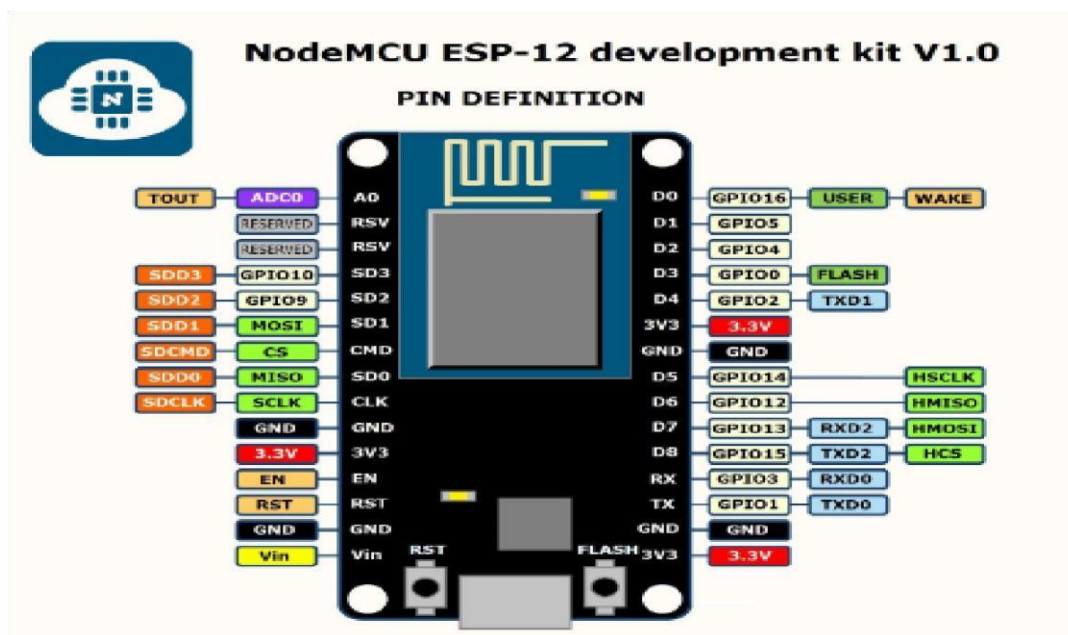 NodeMCU ESP-12 development kit V1.0
PIN DEFINITION
N
TOUT ADC0 A0 D0 GPIO16 USER WAKE
RESERVED RSV D1 GPIO5
RESERVED RSV D2 GPIO4
SDD3 GPIO10 SD3 D3 GPIO0 FLASH
SDD2 GPIO9 SD2 D4 GPIO2 TXD1
SDD1 MOSI SD1 3V3 3.3V
SDCMD CS CMD GND GND
SDD0 MISO SD0 D5 GPIO14 HSCLK
SDCLK SCLK CLK D6 GPIO12 HMISO
GND GND D7 GPIO13 RXD2 HMOSI
3.3V 3V3 D8 GPIO15 TXD2 HCS
EN EN RX GPIO3 RXD0
RST RST TX GPIO1 TXD0
GND GND GND GND
Vin Vin RST FLASH 3V3 3.3V